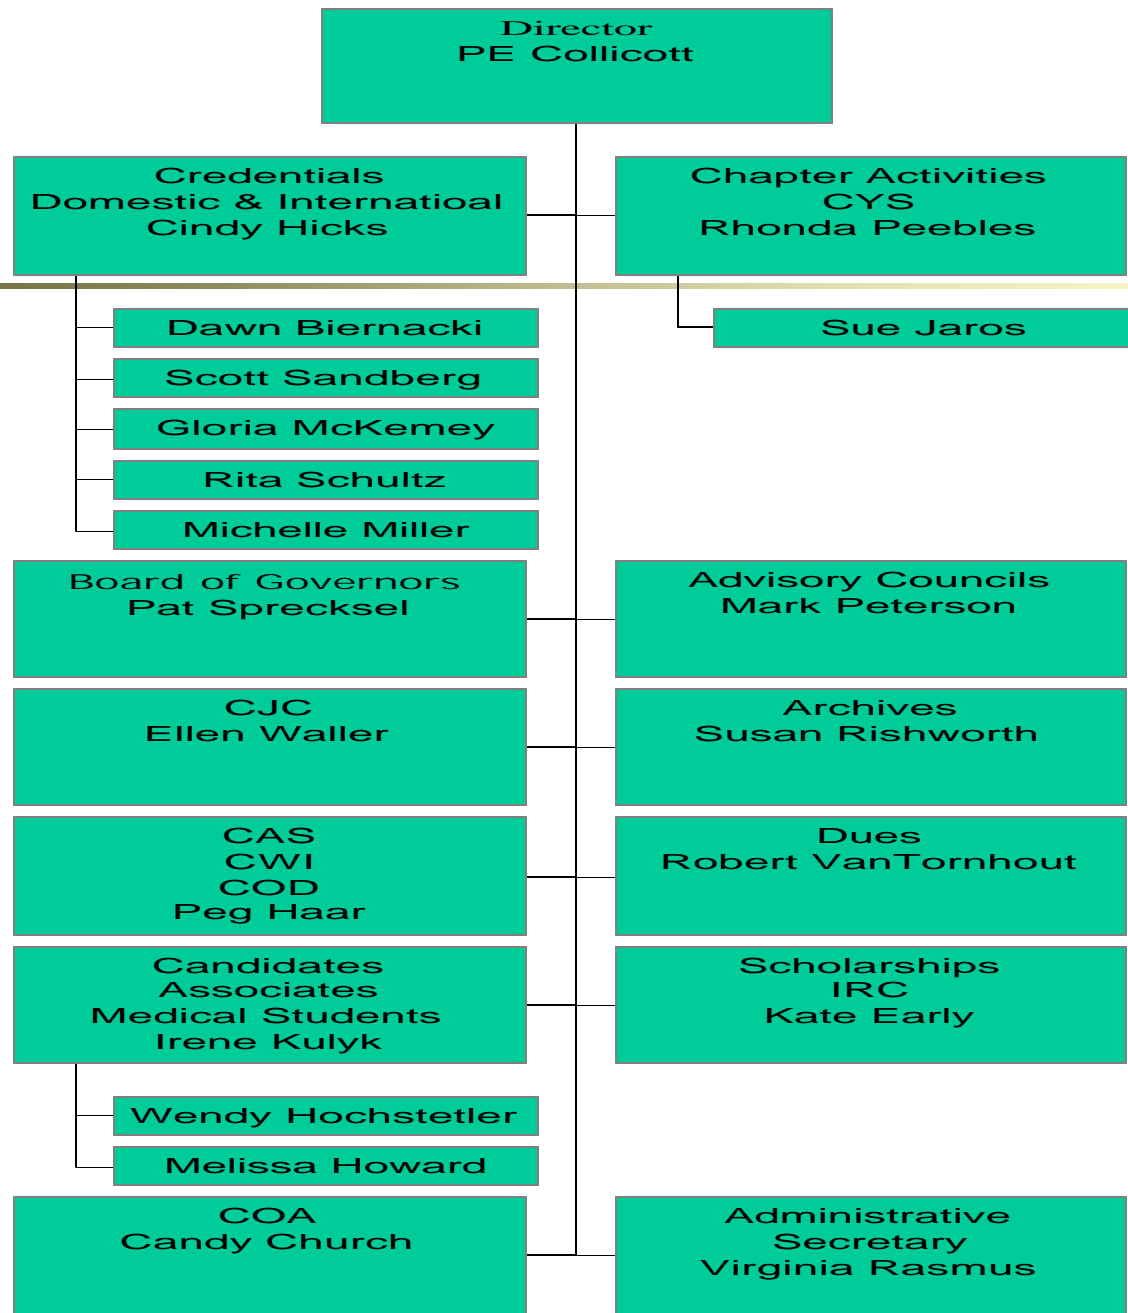 Director
PE Collicott
Credentials
Domestic & Internatioal
Cindy Hicks
Chapter Activities
CYS
Rhonda Peebles
Dawn Biernacki
Scott Sandberg
Gloria McKemey
Rita Schultz
Michelle Miller
Sue Jaros
Board of Governors
Pat Sprecksel
Advisory Councils
Mark Peterson
CJC
Ellen Waller
Archives
Susan Rishworth
CAS
CWI
COD
Peg Haar
Dues
Robert VanTornhout
Candidates
Associates
Medical Students
Irene Kulyk
Scholarships
IRC
Kate Early
Wendy Hochstetler
Melissa Howard
COA
Candy Church
Administrative
Secretary
Virginia Rasmus